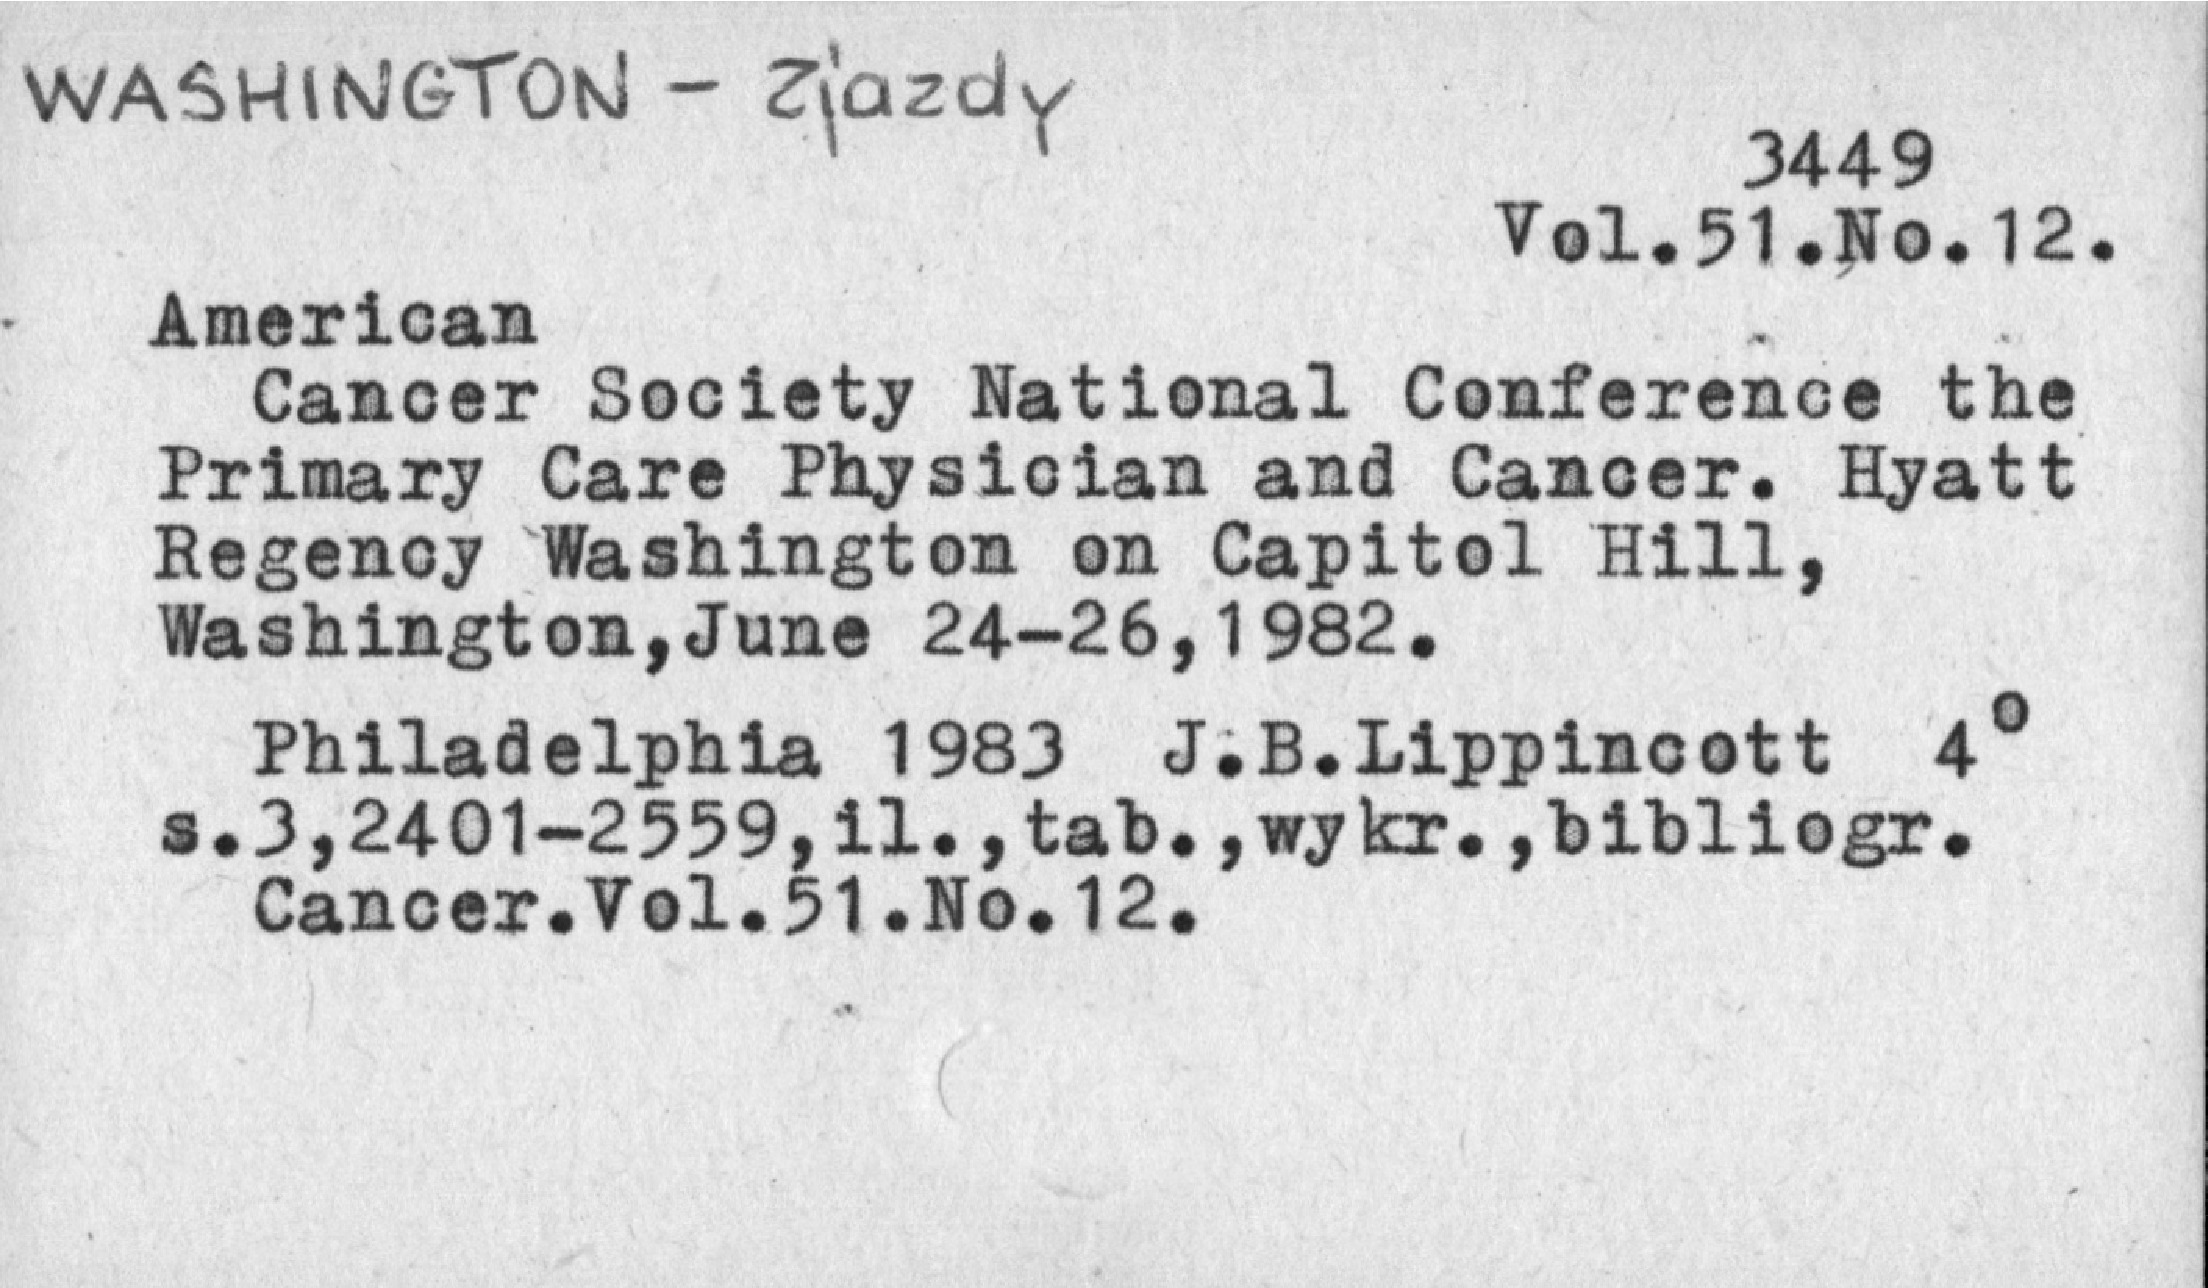 WASHINGTON - zjazdy
3449
Vol.51.No.12.
American
Cancer Society National Conference the
Primary Care Physician and Cancer. Hyatt
Regency Washington on Capitol Hill,
Washington,June 24-26,1982.
Philadelphia 1983 J.B.Lippincott 4°
s.3,2401-2559,il.,tab.,wykr.,bibliogr.
Cancer.Vol.51.No.12.